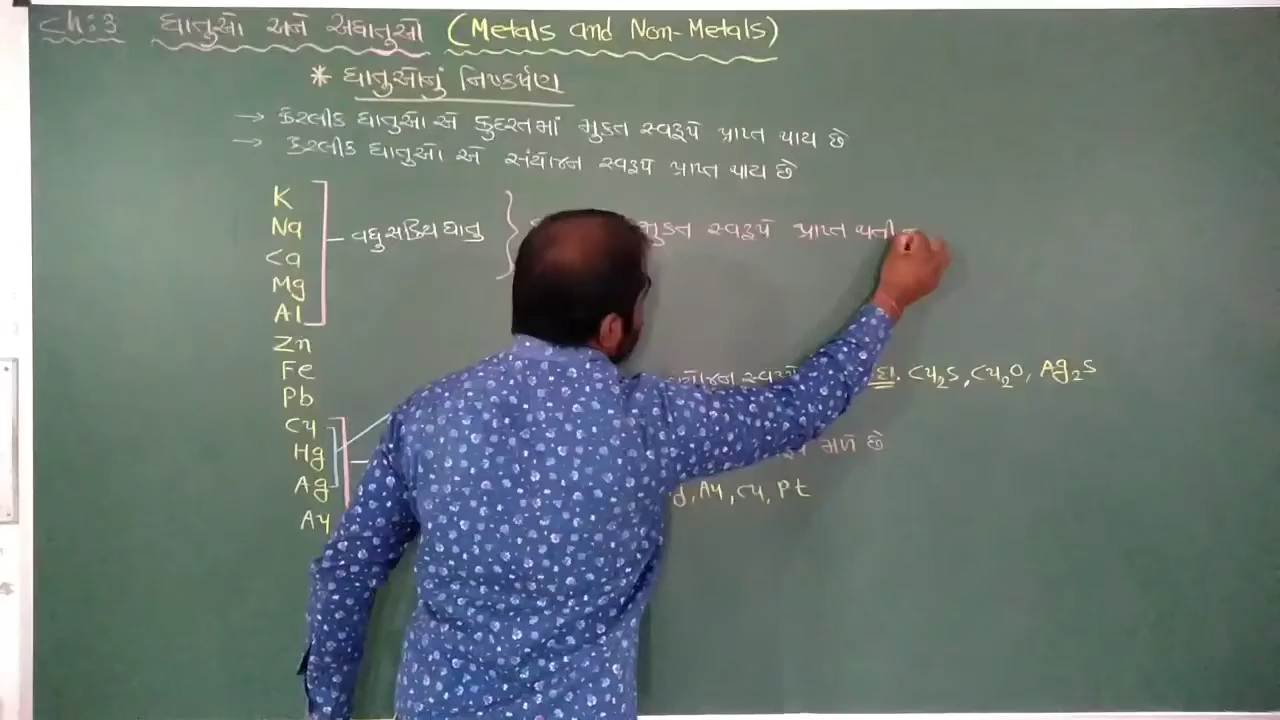 Ch:3 ધાતુઓ અને અધાતુઓ (Metals and Non-Metals)
* ધાતુઓનું નિષ્કર્ષણ
→ કેટલીક ધાતુઓ એ કુદરતમાં મુક્ત સ્વરૂપે પ્રાપ્ત થાય છે
→ કેટલીક ધાતુઓ એ સંયોજન સ્વરૂપે પ્રાપ્ત થાય છે
K
Na વધુ સક્રિય ધાતુ મુક્ત સ્વરૂપે પ્રાપ્ત થતી
Ca
Mg
Al
Zn
Fe સ્વરૂપે દા. Cu₂S, Cu₂O, Ag₂S
Pb
Cu
Hg મળે છે
Ag , Au, Cu, Pt
Au